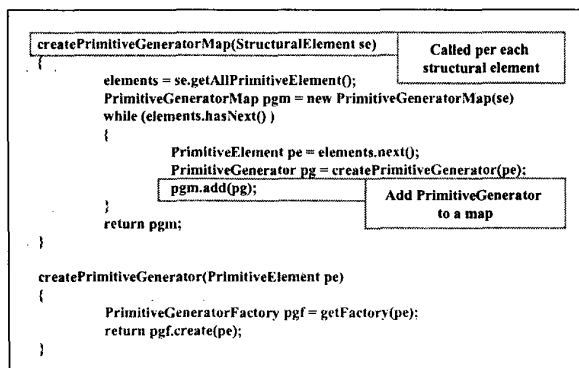 createPrimitiveGeneratorMap(StructuralElement se)
Called per each
structural element
{
elements = se.getAllPrimitiveElement();
PrimitiveGeneratorMap pgm = new PrimitiveGeneratorMap(se)
while (elements.hasNext() )
{
PrimitiveElement pe = elements.next();
PrimitiveGenerator pg = createPrimitiveGenerator(pe);
pgm.add(pg);
Add PrimitiveGenerator
to a map
}
return pgm;
}
createPrimitiveGenerator(PrimitiveElement pe)
{
PrimitiveGeneratorFactory pgf = getFactory(pe);
return pgf.create(pe);
}